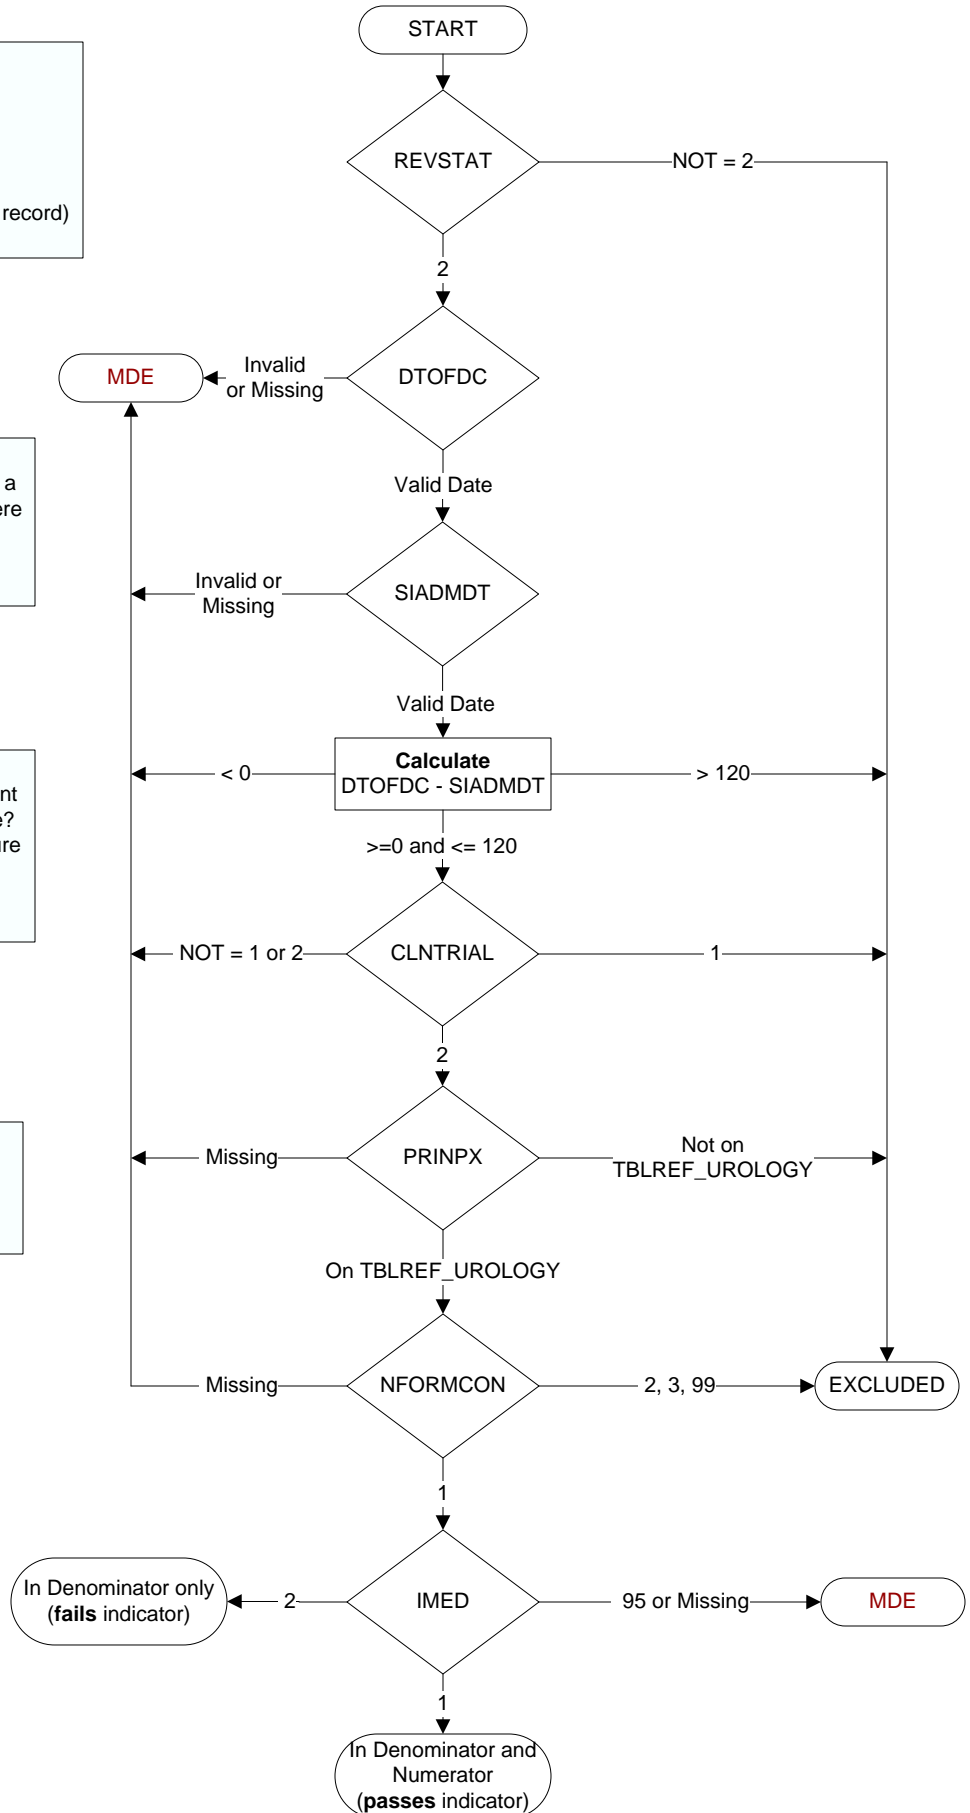 START
REVSTAT
NOT = 2
record)
2
DTOFDC
Invalid
or Missing
MDE
Valid Date
a
ere
SIADMDT
Invalid or
Missing
Valid Date
Calculate
DTOFDC - SIADMDT
< 0
> 120
nt
e?
ure
>=0 and <= 120
CLNTRIAL
NOT = 1 or 2
1
2
PRINPX
Missing
Not on
TBLREF_UROLOGY
On TBLREF_UROLOGY
NFORMCON
Missing
2, 3, 99
EXCLUDED
1
IMED
In Denominator only
(fails indicator)
2
95 or Missing
MDE
1
In Denominator and
Numerator
(passes indicator)